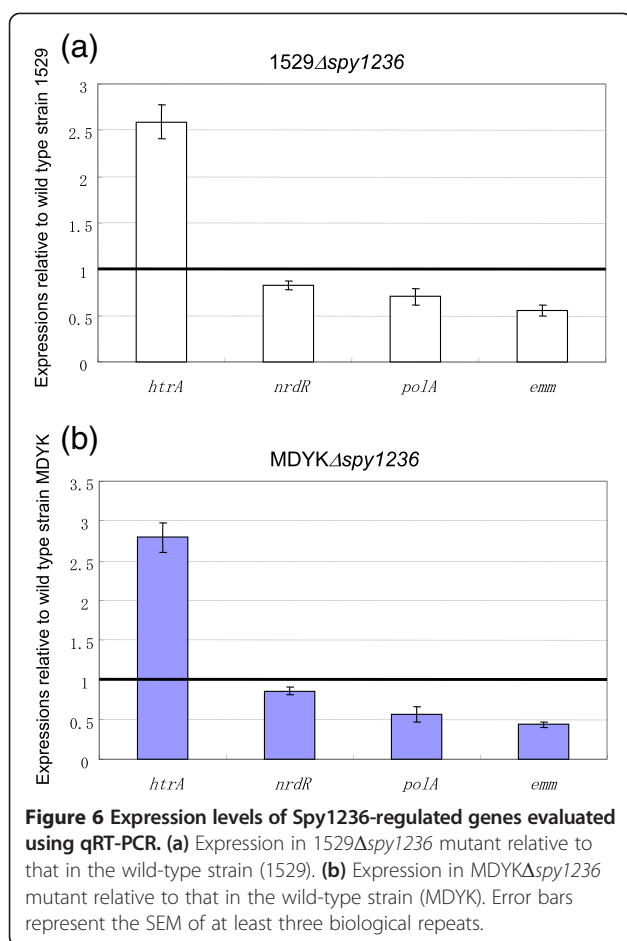 (a)
1529Δspy1236
Expressions relative to wild type strain 1529
3
2.5
2
1.5
1
0.5
0
htrA nrdR polA emm
(b)
MDYKΔspy1236
Expressions relative to wild type strain MDYK
3.5
3
2.5
2
1.5
1
0.5
0
htrA nrdR polA emm
Figure 6 Expression levels of Spy1236-regulated genes evaluated
using qRT-PCR. (a) Expression in 1529Δspy1236 mutant relative to
that in the wild-type strain (1529). (b) Expression in MDYKΔspy1236
mutant relative to that in the wild-type strain (MDYK). Error bars
represent the SEM of at least three biological repeats.